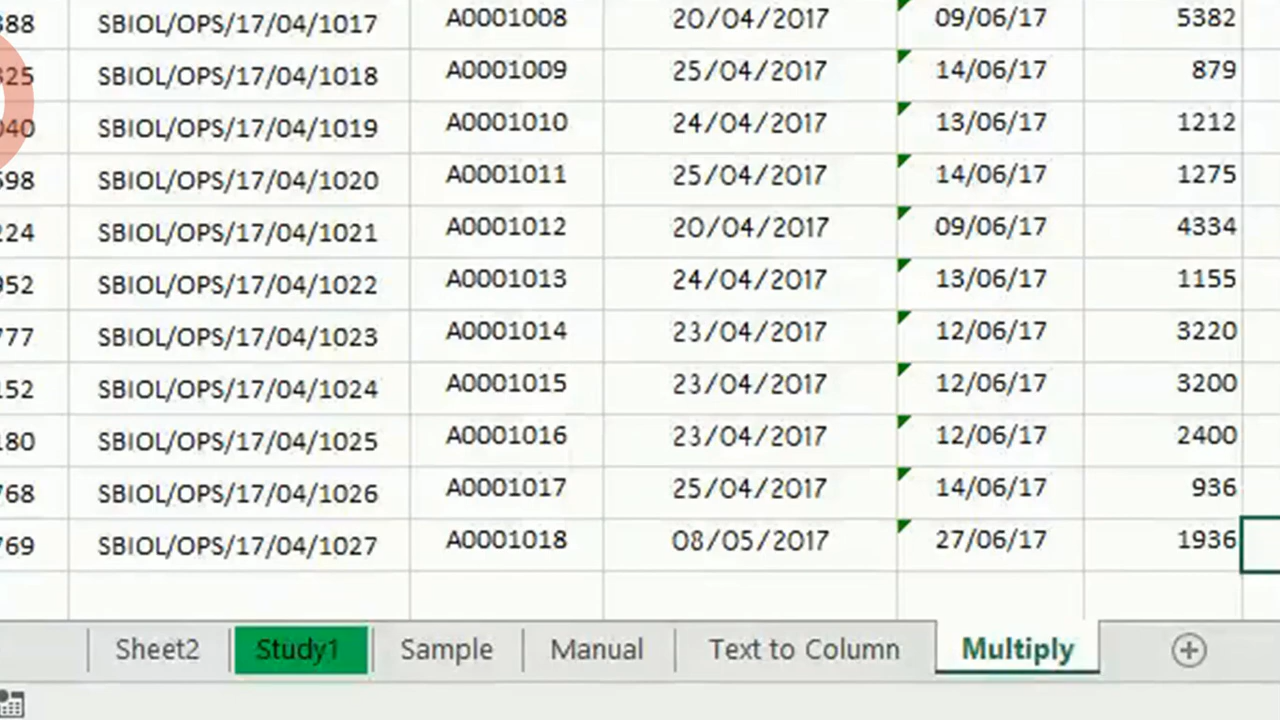 388 SBIOL/OPS/17/04/1017 A0001008 20/04/2017 09/06/17 5382
825 SBIOL/OPS/17/04/1018 A0001009 25/04/2017 14/06/17 879
040 SBIOL/OPS/17/04/1019 A0001010 24/04/2017 13/06/17 1212
598 SBIOL/OPS/17/04/1020 A0001011 25/04/2017 14/06/17 1275
224 SBIOL/OPS/17/04/1021 A0001012 20/04/2017 09/06/17 4334
952 SBIOL/OPS/17/04/1022 A0001013 24/04/2017 13/06/17 1155
777 SBIOL/OPS/17/04/1023 A0001014 23/04/2017 12/06/17 3220
152 SBIOL/OPS/17/04/1024 A0001015 23/04/2017 12/06/17 3200
180 SBIOL/OPS/17/04/1025 A0001016 23/04/2017 12/06/17 2400
768 SBIOL/OPS/17/04/1026 A0001017 25/04/2017 14/06/17 936
769 SBIOL/OPS/17/04/1027 A0001018 08/05/2017 27/06/17 1936
Sheet2 Study1 Sample Manual Text to Column Multiply